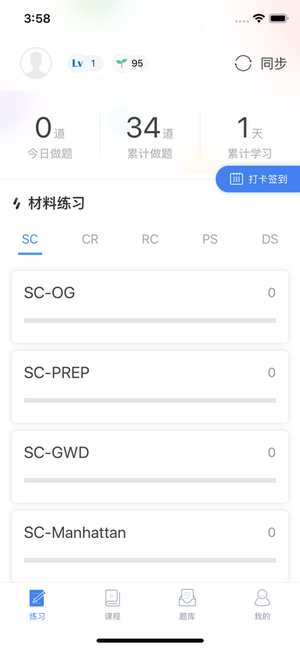 3:58
Lv 1
95
同步
0道
34道
1天
今日做题
累计做题
累计学习
打卡签到
材料练习
SC
CR
RC
PS
DS
SC-OG
0
SC-PREP
0
SC-GWD
0
SC-Manhattan
0
练习
课程
题库
我的